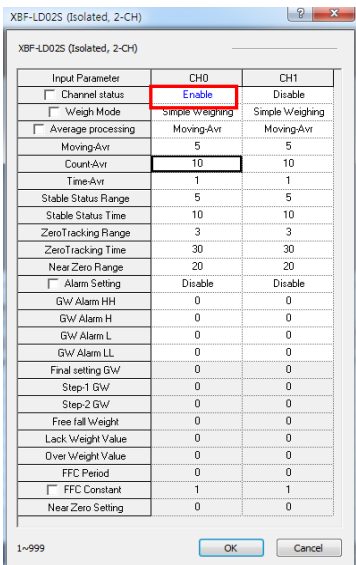 XBF-LD02S (Isolated, 2-CH)
XBF-LD02S (Isolated, 2-CH)
Input Parameter CH0 CH1
Channel status Enable Disable
Weigh Mode Simple Weighing Simple Weighing
Average processing Moving-Avr Moving-Avr
Moving-Avr 5 5
Count-Avr 10 10
Time-Avr 1 1
Stable Status Range 5 5
Stable Status Time 10 10
ZeroTracking Range 3 3
ZeroTracking Time 30 30
Near Zero Range 20 20
Alarm Setting Disable Disable
GW Alarm HH 0 0
GW Alarm H 0 0
GW Alarm L 0 0
GW Alarm LL 0 0
Final setting GW 0 0
Step-1 GW 0 0
Step-2 GW 0 0
Free fall Weight 0 0
Lack Weight Value 0 0
Over Weight Value 0 0
FFC Period 0 0
FFC Constant 1 1
Near Zero Setting 0 0
1~999 OK Cancel